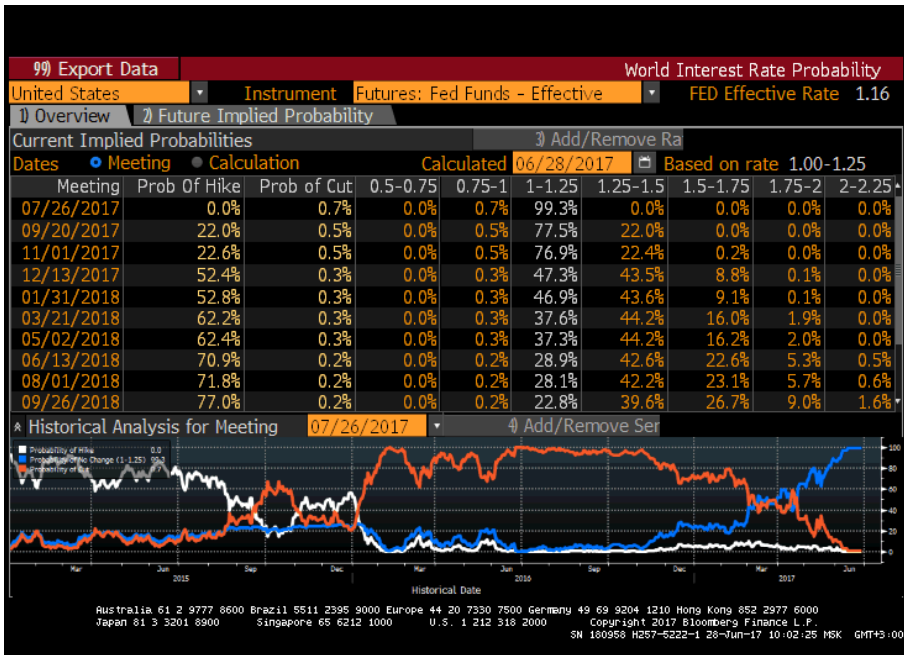 99) Export Data World Interest Rate Probability
United States Instrument Futures: Fed Funds - Effective FED Effective Rate 1.16
1) Overview 2) Future Implied Probability
Current Implied Probabilities 3) Add/Remove Ra
Dates Meeting Calculation Calculated 06/28/2017 Based on rate 1.00-1.25
Meeting Prob Of Hike Prob of Cut 0.5-0.75 0.75-1 1-1.25 1.25-1.5 1.5-1.75 1.75-2 2-2.25
07/26/2017 0.0% 0.7% 0.0% 0.7% 99.3% 0.0% 0.0% 0.0% 0.0%
09/20/2017 22.0% 0.5% 0.0% 0.5% 77.5% 22.0% 0.0% 0.0% 0.0%
11/01/2017 22.6% 0.5% 0.0% 0.5% 76.9% 22.4% 0.2% 0.0% 0.0%
12/13/2017 52.4% 0.3% 0.0% 0.3% 47.3% 43.5% 8.8% 0.1% 0.0%
01/31/2018 52.8% 0.3% 0.0% 0.3% 46.9% 43.6% 9.1% 0.1% 0.0%
03/21/2018 62.2% 0.3% 0.0% 0.3% 37.6% 44.2% 16.0% 1.9% 0.0%
05/02/2018 62.4% 0.3% 0.0% 0.3% 37.3% 44.2% 16.2% 2.0% 0.0%
06/13/2018 70.9% 0.2% 0.0% 0.2% 28.9% 42.6% 22.6% 5.3% 0.5%
08/01/2018 71.8% 0.2% 0.0% 0.2% 28.1% 42.2% 23.1% 5.7% 0.6%
09/26/2018 77.0% 0.2% 0.0% 0.2% 22.8% 39.6% 26.7% 9.0% 1.6%
Historical Analysis for Meeting 07/26/2017 4) Add/Remove Ser
Probability of Hike 0.0
Probability of No Change (1-1.25) 99.3
Probability of Cut
100
80
60
40
20
0
Mar Jun Sep Dec Mar Jun Sep Dec Mar Jun
2015 2016 2017
Historical Date
Australia 61 2 9777 8600 Brazil 5511 2395 9000 Europe 44 20 7330 7500 Germany 49 69 9204 1210 Hong Kong 852 2977 6000
Japan 81 3 3201 8900 Singapore 65 6212 1000 U.S. 1 212 318 2000 Copyright 2017 Bloomberg Finance L.P.
SN 180958 H257-5222-1 28-Jun-17 10:02:25 MSK GMT+3:00